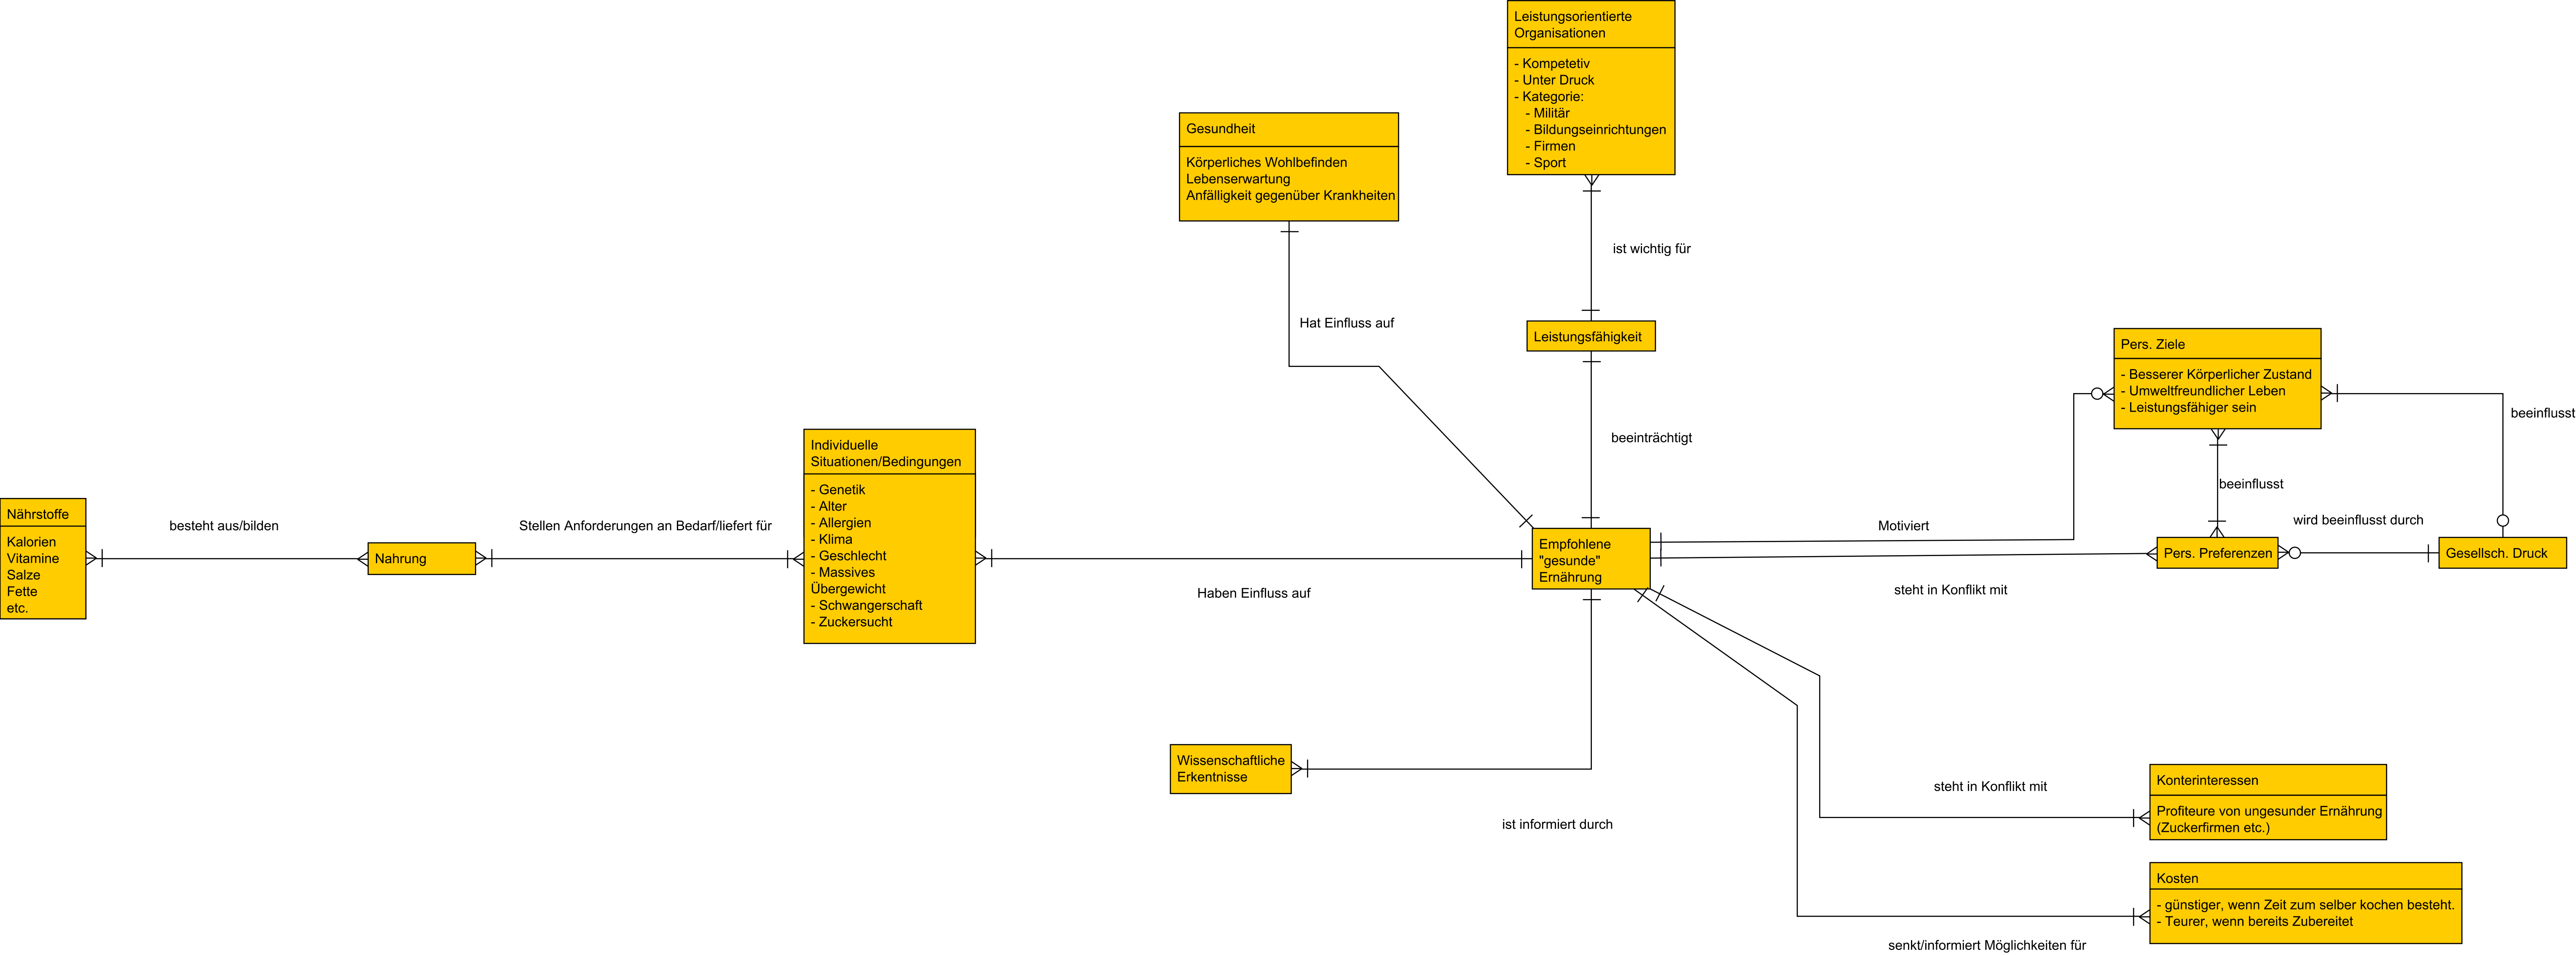 Leistungsorientierte
Organisationen
- Kompetetiv
- Unter Druck
- Kategorie:
- Militär
- Bildungseinrichtungen
- Firmen
- Sport
Gesundheit
Körperliches Wohlbefinden
Lebenserwartung
Anfälligkeit gegenüber Krankheiten
ist wichtig für
Hat Einfluss auf
Leistungsfähigkeit
beeinträchtigt
Pers. Ziele
- Besserer Körperlicher Zustand
- Umweltfreundlicher Leben
- Leistungsfähiger sein
beeinflusst
beeinflusst
wird beeinflusst durch
Motiviert
Pers. Preferenzen
Gesellsch. Druck
steht in Konflikt mit
Nährstoffe
Kalorien
Vitamine
Salze
Fette
etc.
besteht aus/bilden
Nahrung
Stellen Anforderungen an Bedarf/liefert für
Individuelle
Situationen/Bedingungen
- Genetik
- Alter
- Allergien
- Klima
- Geschlecht
- Massives
Übergewicht
- Schwangerschaft
- Zuckersucht
Haben Einfluss auf
Empfohlene
"gesunde"
Ernährung
Wissenschaftliche
Erkentnisse
ist informiert durch
steht in Konflikt mit
Konterinteressen
Profiteure von ungesunder Ernährung
(Zuckerfirmen etc.)
Kosten
- günstiger, wenn Zeit zum selber kochen besteht.
- Teurer, wenn bereits Zubereitet
senkt/informiert Möglichkeiten für